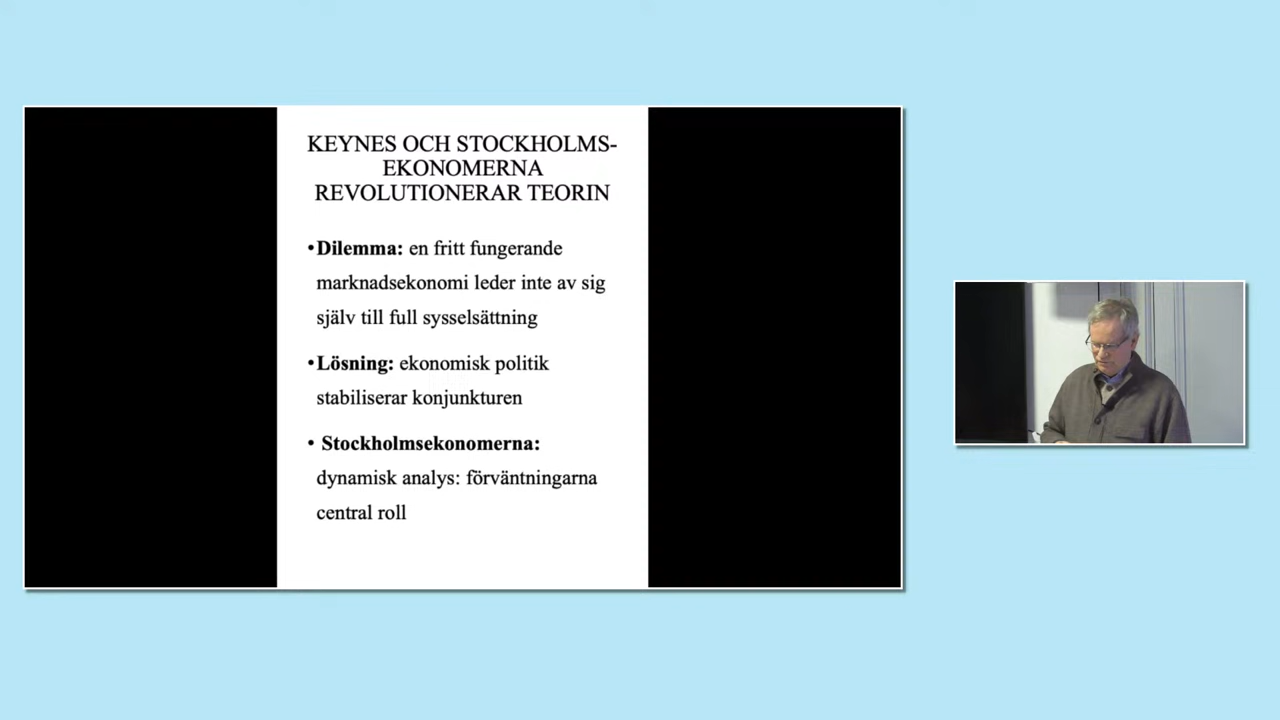 KEYNES OCH STOCKHOLMS-
EKONOMERNA
REVOLUTIONERAR TEORIN
•Dilemma: en fritt fungerande
marknadsekonomi leder inte av sig
själv till full sysselsättning
•Lösning: ekonomisk politik
stabiliserar konjunkturen
• Stockholmsekonomerna:
dynamisk analys: förväntningarna
central roll